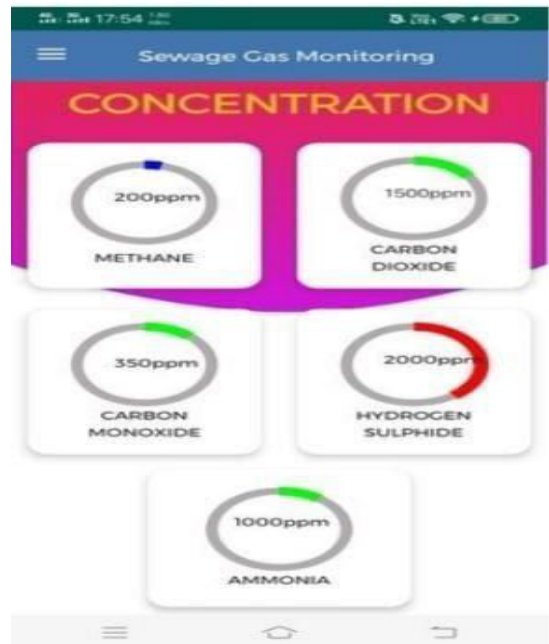 17:54
Sewage Gas Monitoring
CONCENTRATION
200ppm
METHANE
1500ppm
CARBON
DIOXIDE
350ppm
CARBON
MONOXIDE
2000ppm
HYDROGEN
SULPHIDE
1000ppm
AMMONIA